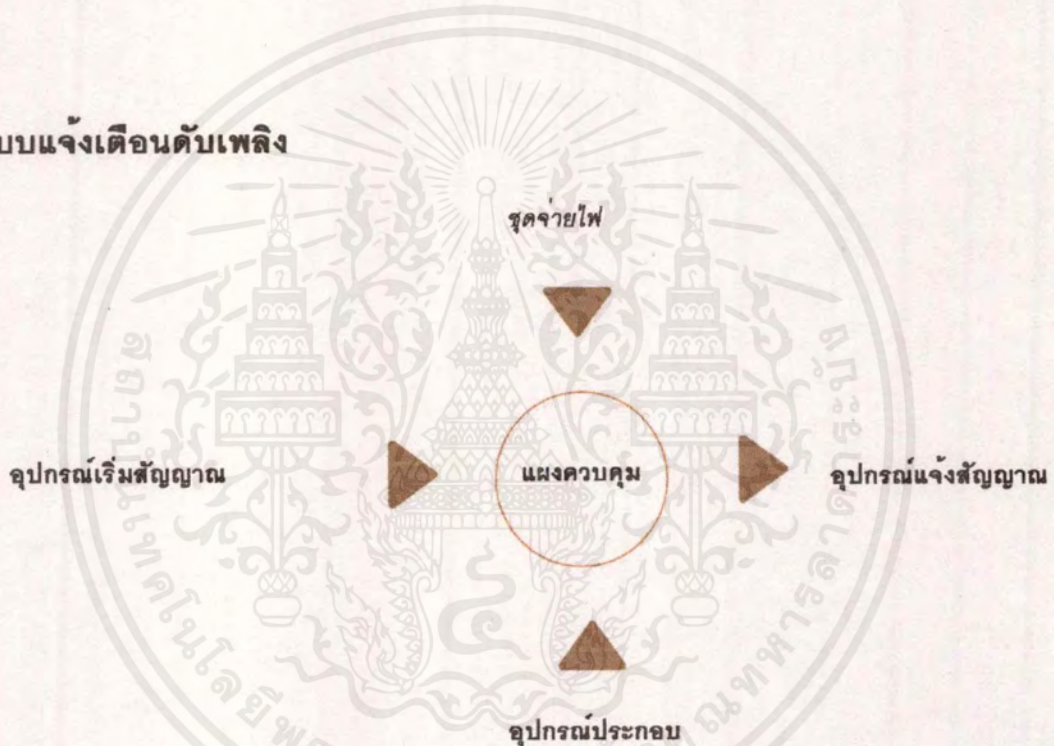 บบแจ้งเตือนดับเพลิง
ชุดจ่ายไฟ
อุปกรณ์เริ่มสัญญาณ
แผงควบคุม
อุปกรณ์แจ้งสัญญาณ
อุปกรณ์ประกอบ